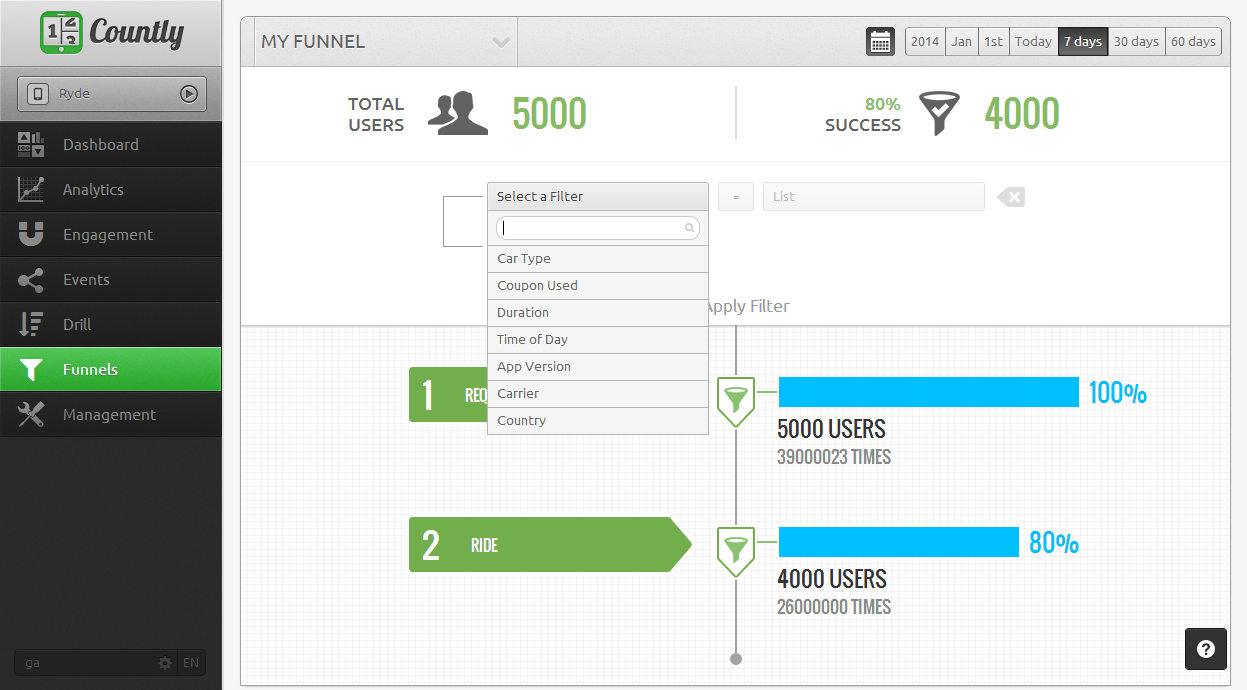 Countly
Ryde
Dashboard
Analytics
Engagement
Events
Drill
Funnels
Management
ga
EN
MY FUNNEL
2014 Jan 1st Today 7 days 30 days 60 days
TOTAL
USERS
5000
80%
SUCCESS
4000
Select a Filter
=
List
Car Type
Coupon Used
Duration
Time of Day
App Version
Carrier
Country
Apply Filter
1
REQ
100%
5000 USERS
39000023 TIMES
2 RIDE
80%
4000 USERS
26000000 TIMES
?